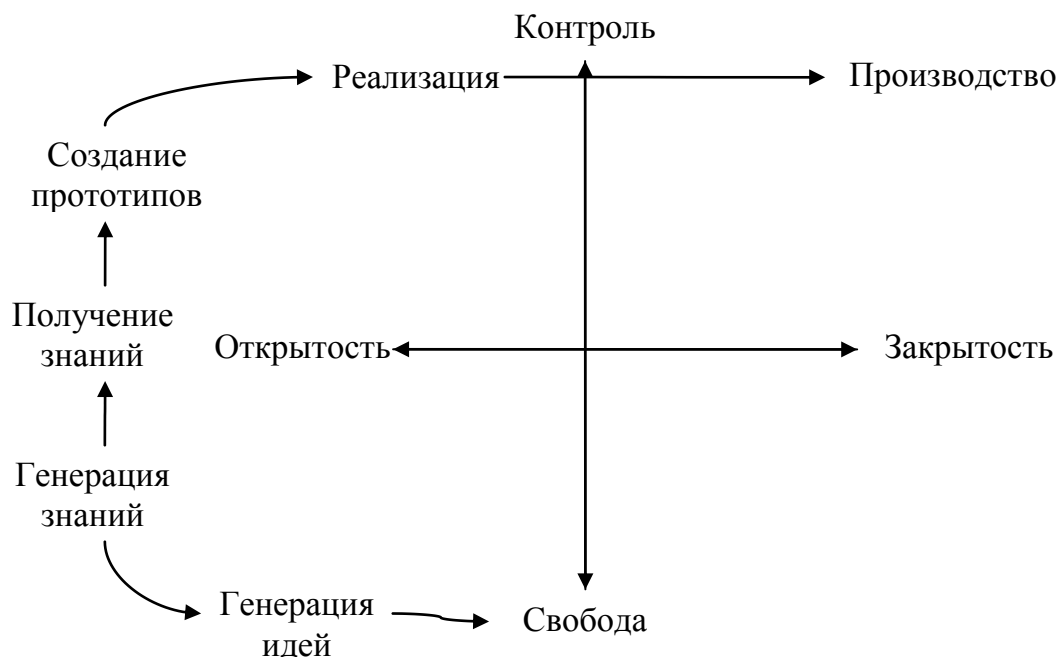 Контроль
Реализация
Производство
Создание
прототипов
Получение
знаний
Открытость
Закрытость
Генерация
знаний
Генерация
идей
Свобода